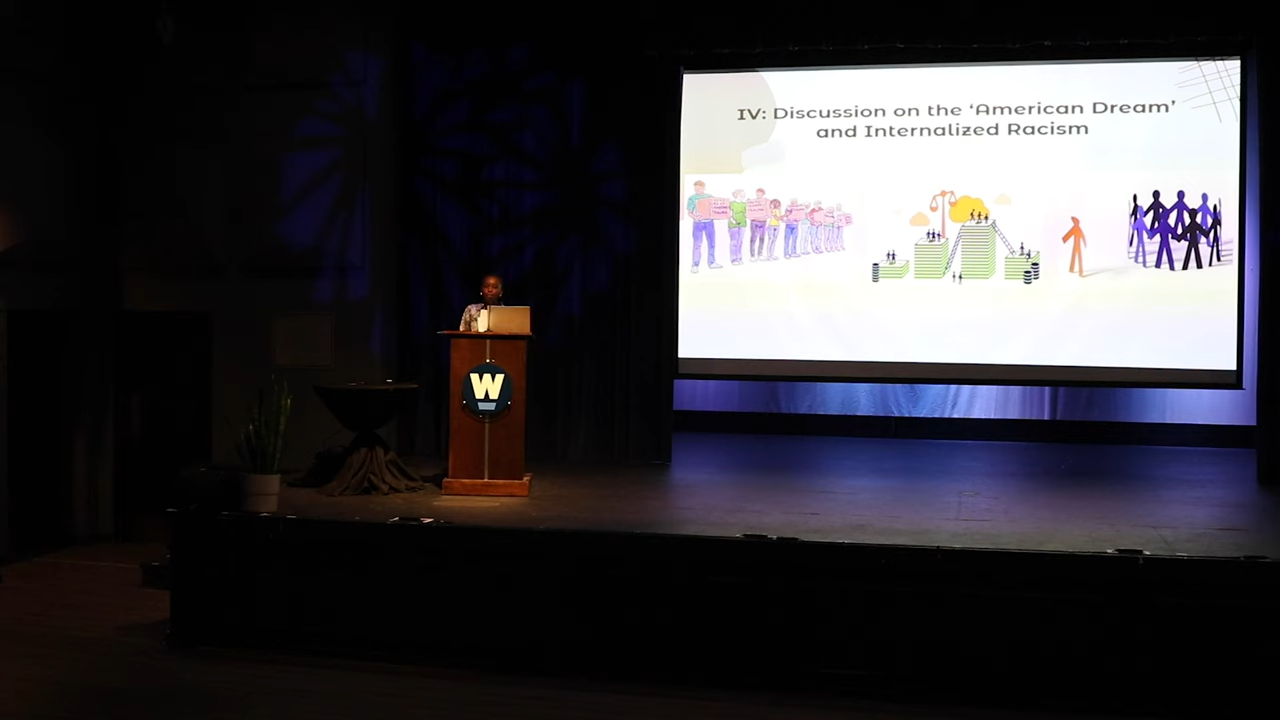 IV: Discussion on the ‘American Dream’
and Internalized Racism
W